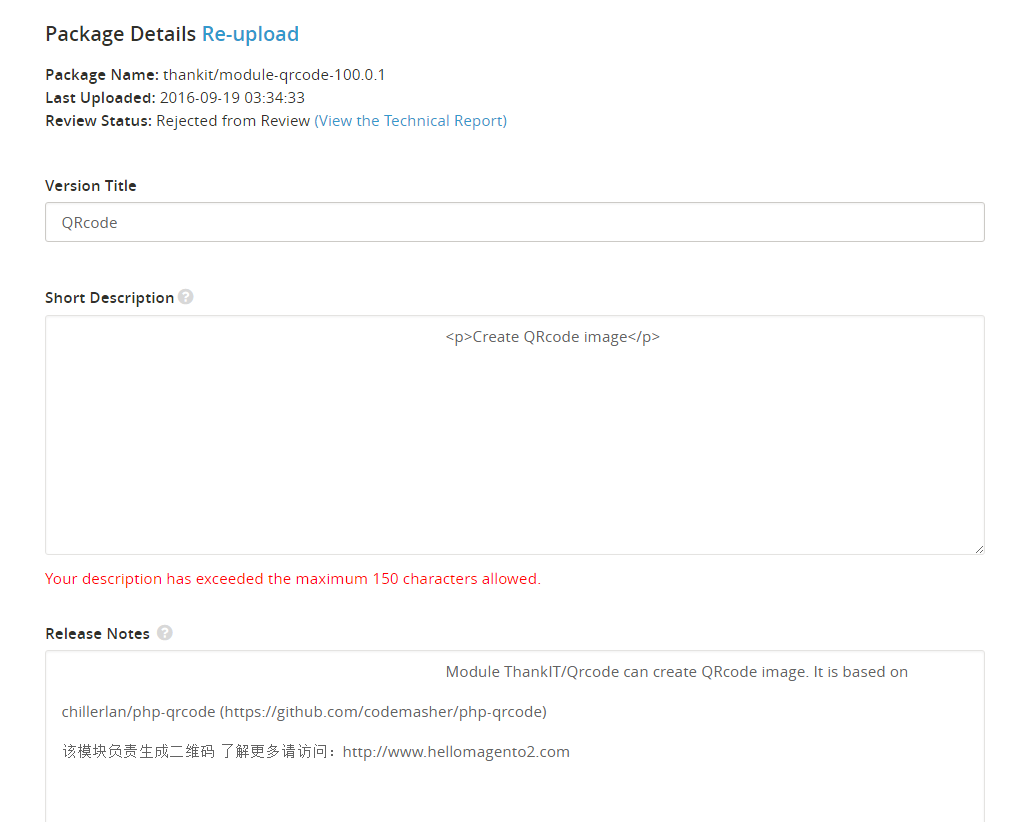 Package Details Re-upload
Package Name: thankit/module-qrcode-100.0.1
Last Uploaded: 2016-09-19 03:34:33
Review Status: Rejected from Review (View the Technical Report)
Version Title
QRcode
Short Description ?
<p>Create QRcode image</p>
Your description has exceeded the maximum 150 characters allowed.
Release Notes ?
Module ThankIT/Qrcode can create QRcode image. It is based on
chillerlan/php-qrcode (https://github.com/codemasher/php-qrcode)
该模块负责生成二维码 了解更多请访问：http://www.hellomagento2.com